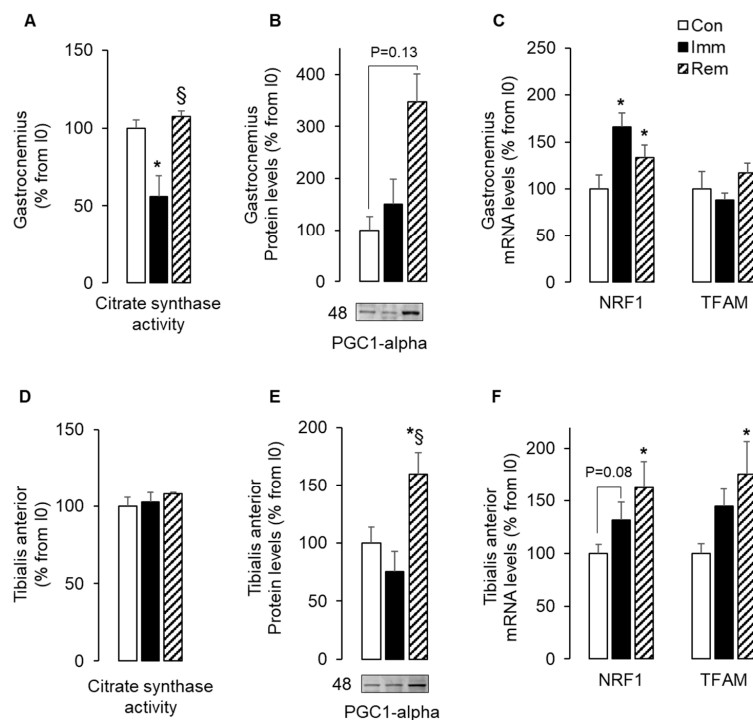 A
150
100
50
0
Gastrocnemius
(% from I0)
*
§
Citrate synthase
activity
B
P=0.13
400
300
200
100
0
Gastrocnemius
Protein levels (% from I0)
48
PGC1-alpha
C
Con
Imm
Rem
250
200
150
100
50
0
Gastrocnemius
mRNA levels (% from I0)
*
*
NRF1 TFAM
D
150
100
50
0
Tibialis anterior
(% from I0)
Citrate synthase
activity
E
200
150
100
50
0
Tibialis anterior
Protein levels (% from I0)
*§
48
PGC1-alpha
F
200
150
100
50
0
Tibialis anterior
mRNA levels (% from I0)
P=0.08
*
*
NRF1 TFAM